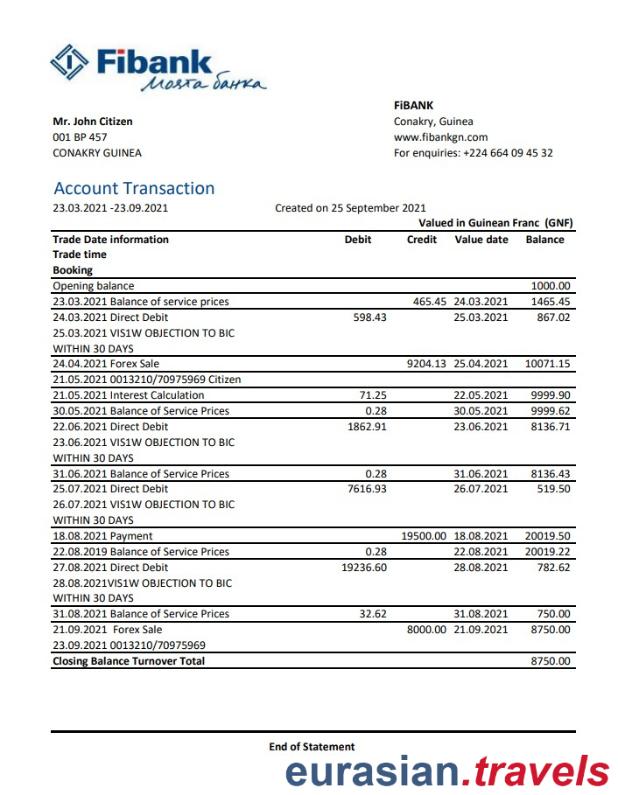 Fibank
Моята банка
FiBANK
Mr. John Citizen Conakry, Guinea
001 BP 457 www.fibankgn.com
CONAKRY GUINEA For enquiries: +224 664 09 45 32
Account Transaction
23.03.2021 -23.09.2021 Created on 25 September 2021
Valued in Guinean Franc (GNF)
Trade Date information Debit Credit Value date Balance
Trade time
Booking
Opening balance 1000.00
23.03.2021 Balance of service prices 465.45 24.03.2021 1465.45
24.03.2021 Direct Debit 598.43 25.03.2021 867.02
25.03.2021 VIS1W OBJECTION TO BIC
WITHIN 30 DAYS
24.04.2021 Forex Sale 9204.13 25.04.2021 10071.15
21.05.2021 0013210/70975969 Citizen
21.05.2021 Interest Calculation 71.25 22.05.2021 9999.90
30.05.2021 Balance of Service Prices 0.28 30.05.2021 9999.62
22.06.2021 Direct Debit 1862.91 23.06.2021 8136.71
23.06.2021 VIS1W OBJECTION TO BIC
WITHIN 30 DAYS
31.06.2021 Balance of Service Prices 0.28 31.06.2021 8136.43
25.07.2021 Direct Debit 7616.93 26.07.2021 519.50
26.07.2021 VIS1W OBJECTION TO BIC
WITHIN 30 DAYS
18.08.2021 Payment 19500.00 18.08.2021 20019.50
22.08.2019 Balance of Service Prices 0.28 22.08.2021 20019.22
27.08.2021 Direct Debit 19236.60 28.08.2021 782.62
28.08.2021VIS1W OBJECTION TO BIC
WITHIN 30 DAYS
31.08.2021 Balance of Service Prices 32.62 31.08.2021 750.00
21.09.2021 Forex Sale 8000.00 21.09.2021 8750.00
23.09.2021 0013210/70975969
Closing Balance Turnover Total 8750.00
End of Statement
eurasian.travels